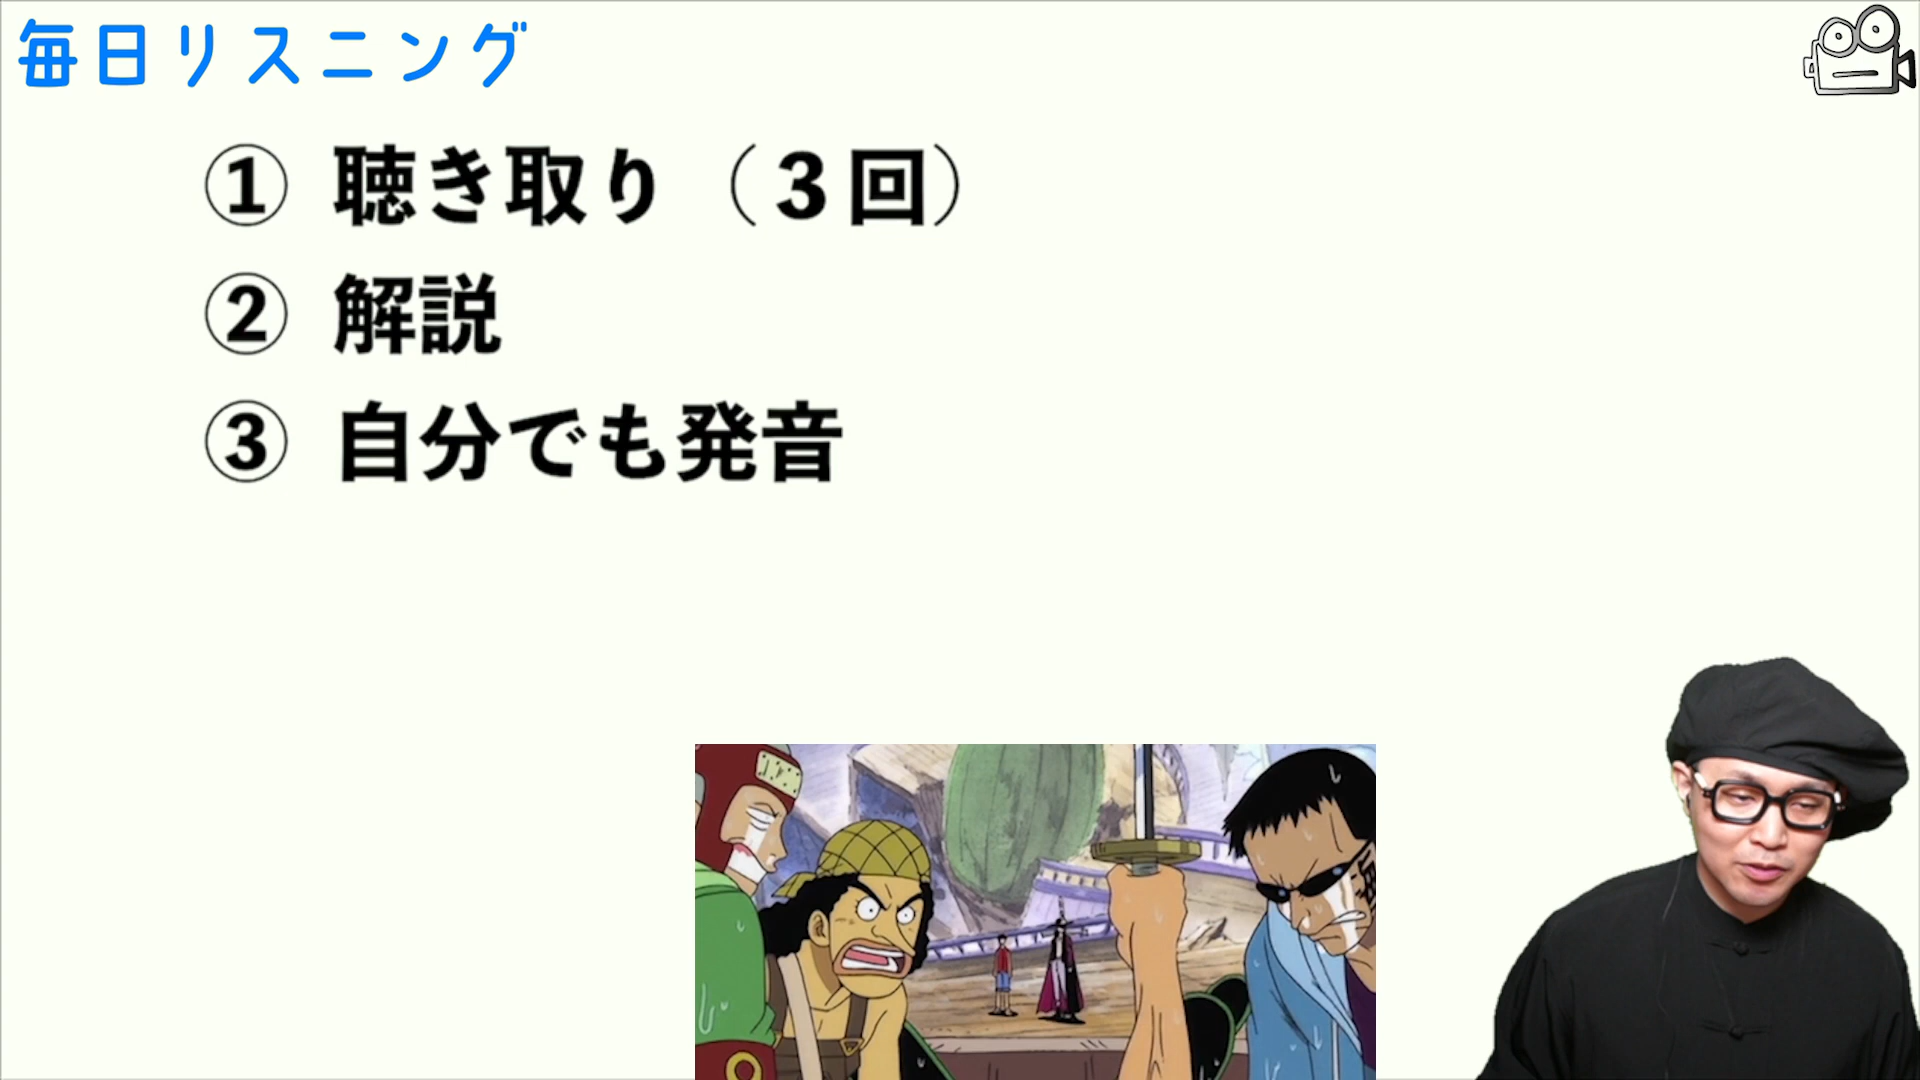 毎日リスニング
① 聴き取り（３回）
② 解説
③ 自分でも発音